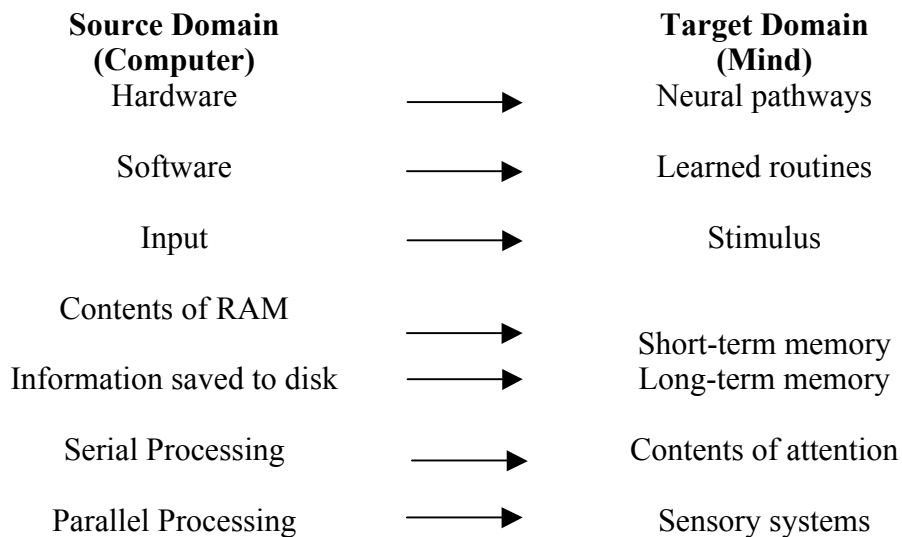 Source Domain Target Domain
(Computer) (Mind)
Hardware Neural pathways
Software Learned routines
Input Stimulus
Contents of RAM
Short-term memory
Information saved to disk Long-term memory
Serial Processing Contents of attention
Parallel Processing Sensory systems